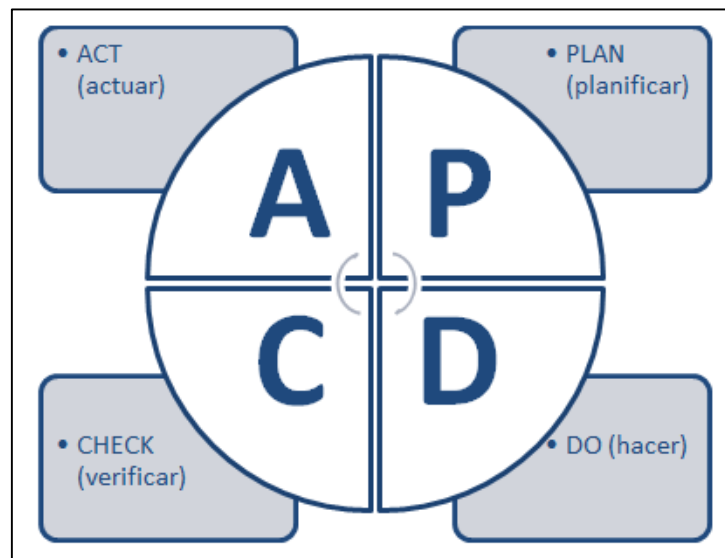 • ACT
(actuar)
• PLAN
(planificar)
A
P
C
D
• CHECK
(verificar)
• DO (hacer)